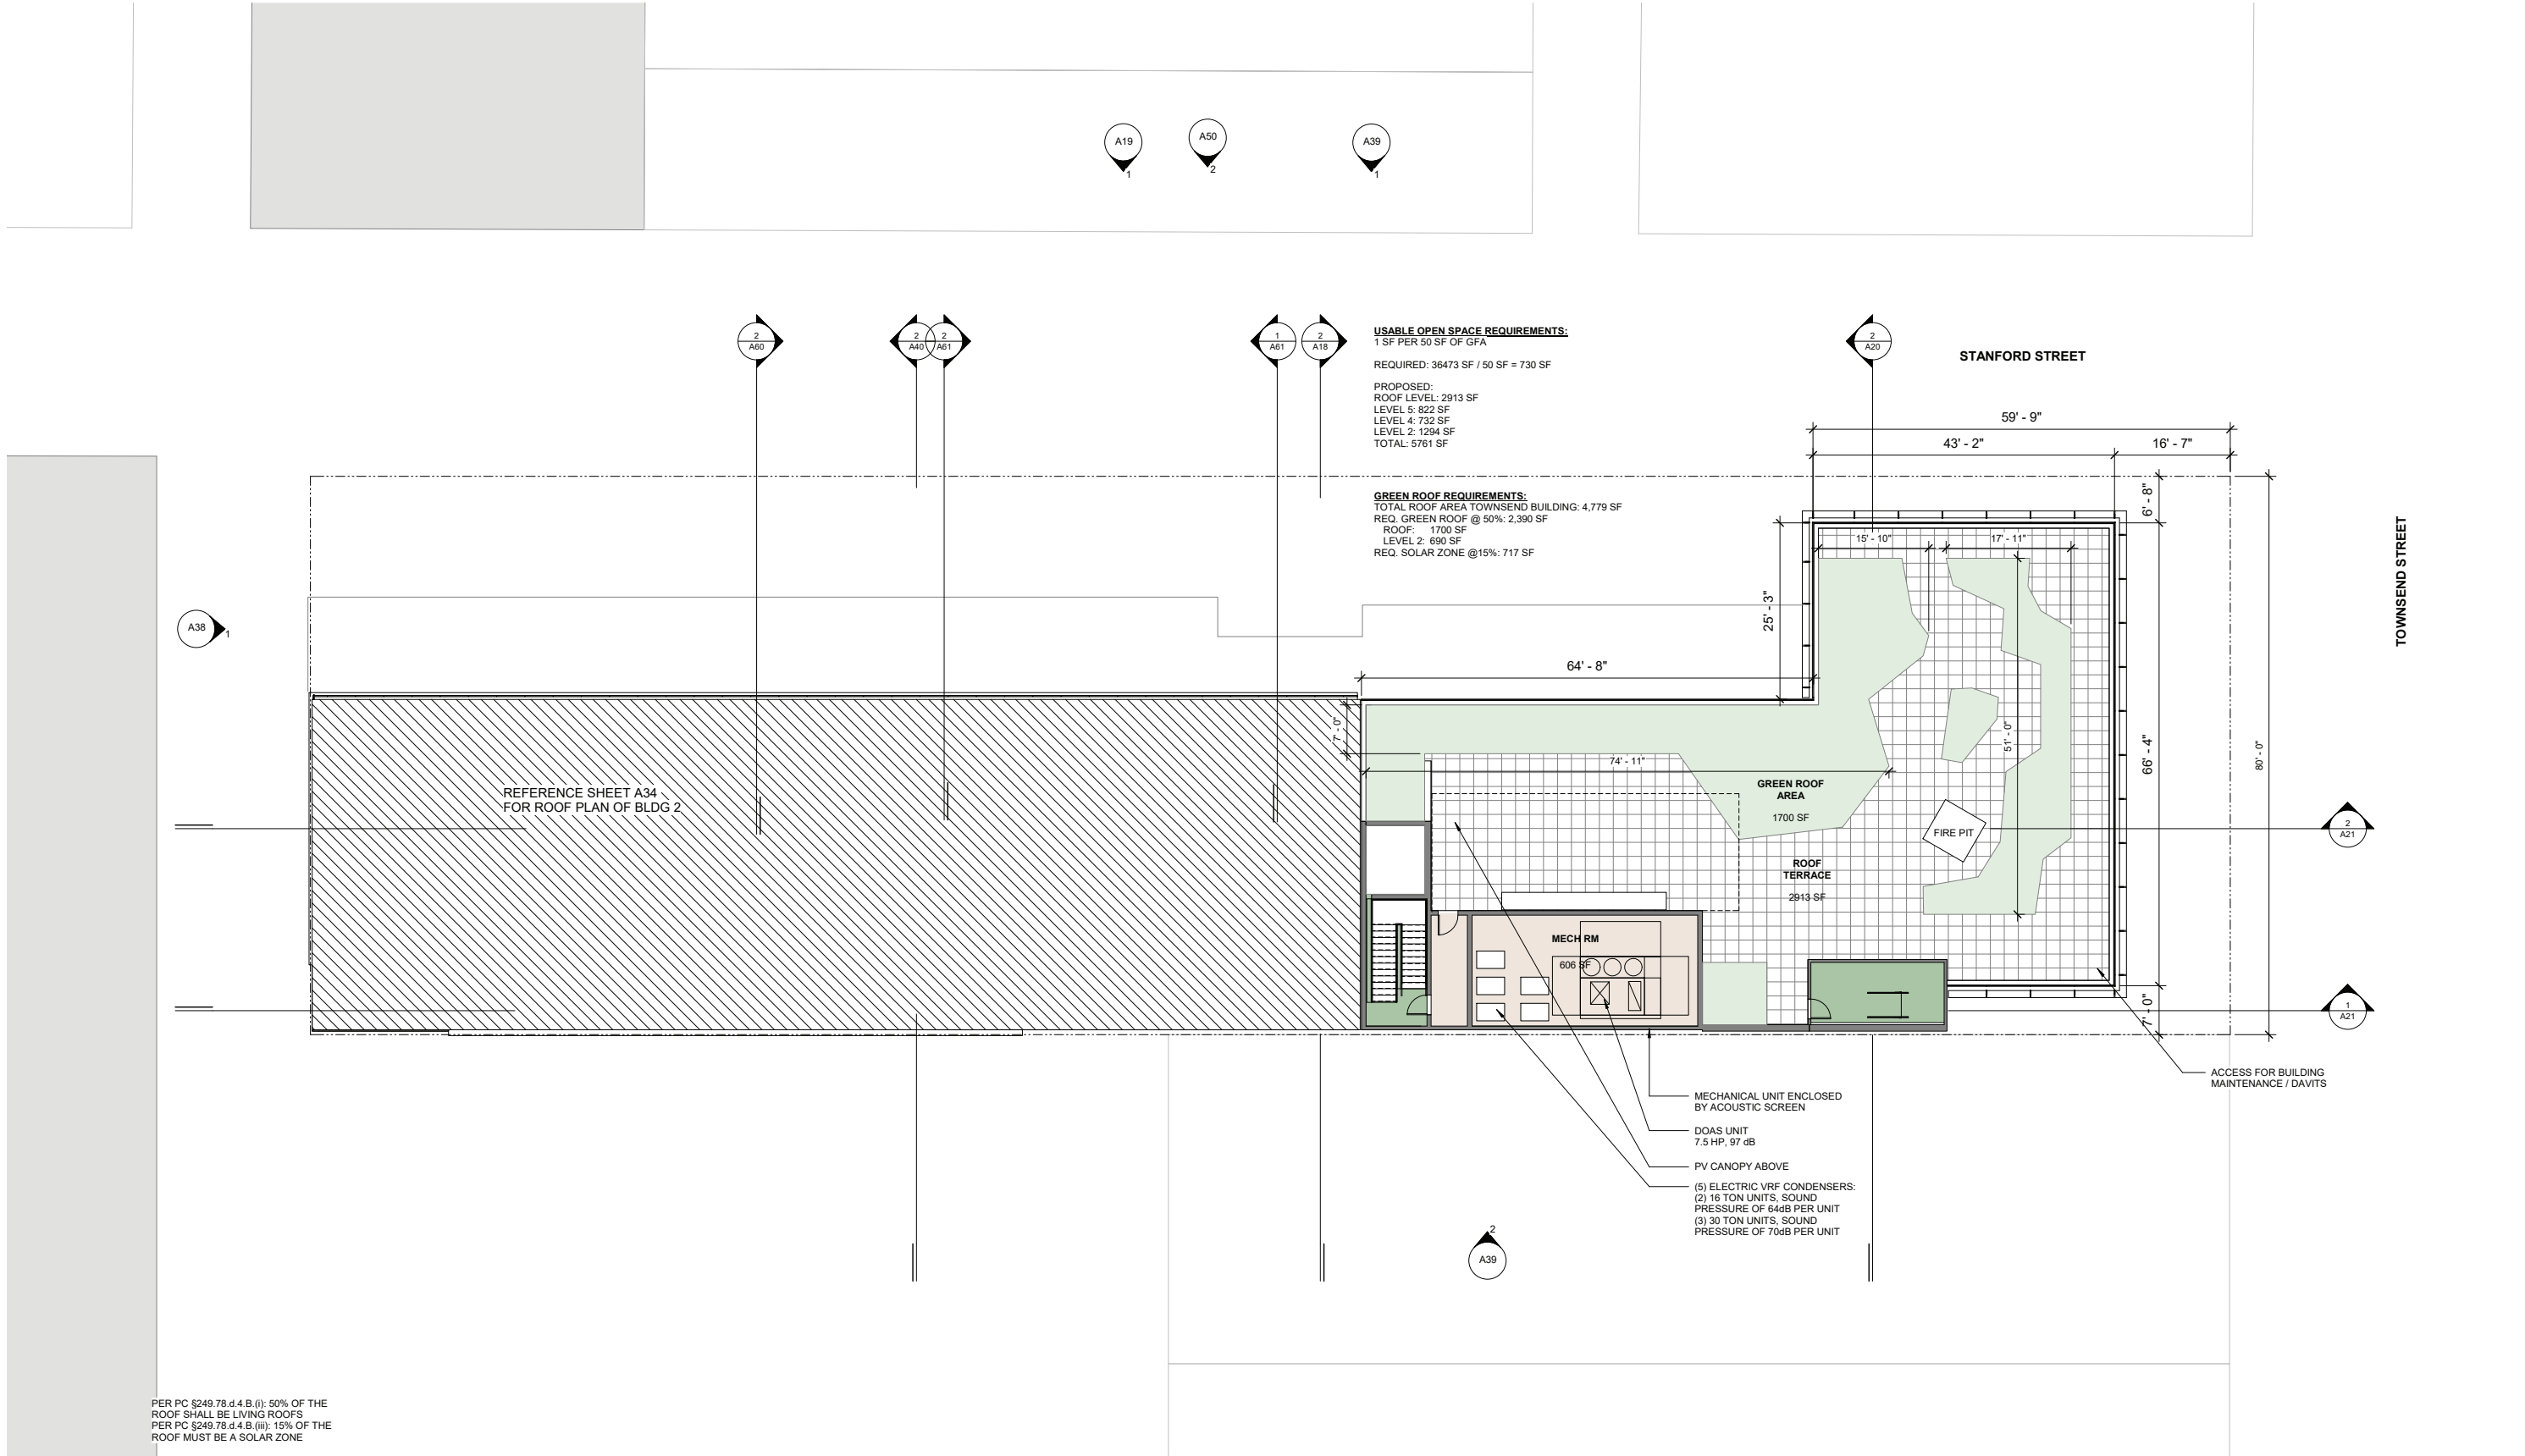 A19
1
A50
2
A39
1
2
A60
2
A40
2
A61
1
A61
2
A18
2
A20
USABLE OPEN SPACE REQUIREMENTS:
1 SF PER 50 SF OF GFA
REQUIRED: 36473 SF / 50 SF = 730 SF
PROPOSED:
ROOF LEVEL: 2913 SF
LEVEL 5: 822 SF
LEVEL 4: 732 SF
LEVEL 2: 1294 SF
TOTAL: 5761 SF
STANFORD STREET
59' - 9"
43' - 2"
16' - 7"
GREEN ROOF REQUIREMENTS:
TOTAL ROOF AREA TOWNSEND BUILDING: 4,779 SF
REQ. GREEN ROOF @ 50%: 2,390 SF
ROOF: 1700 SF
LEVEL 2: 690 SF
REQ. SOLAR ZONE @15%: 717 SF
6' - 8"
15' - 10"
17' - 11"
TOWNSEND STREET
A38
1
25' - 3"
64' - 8"
7' - 0"
51' - 0"
66' - 4"
80' - 0"
74' - 11"
REFERENCE SHEET A34
FOR ROOF PLAN OF BLDG 2
GREEN ROOF
AREA
1700 SF
FIRE PIT
2
A21
ROOF
TERRACE
2913 SF
MECH RM
606 SF
7' - 0"
1
A21
ACCESS FOR BUILDING
MAINTENANCE / DAVITS
MECHANICAL UNIT ENCLOSED
BY ACOUSTIC SCREEN
DOAS UNIT
7.5 HP, 97 dB
PV CANOPY ABOVE
(5) ELECTRIC VRF CONDENSERS:
(2) 16 TON UNITS, SOUND
PRESSURE OF 64dB PER UNIT
(3) 30 TON UNITS, SOUND
PRESSURE OF 70dB PER UNIT
2
A39
PER PC §249.78.d.4.B.(i): 50% OF THE
ROOF SHALL BE LIVING ROOFS
PER PC §249.78.d.4.B.(iii): 15% OF THE
ROOF MUST BE A SOLAR ZONE